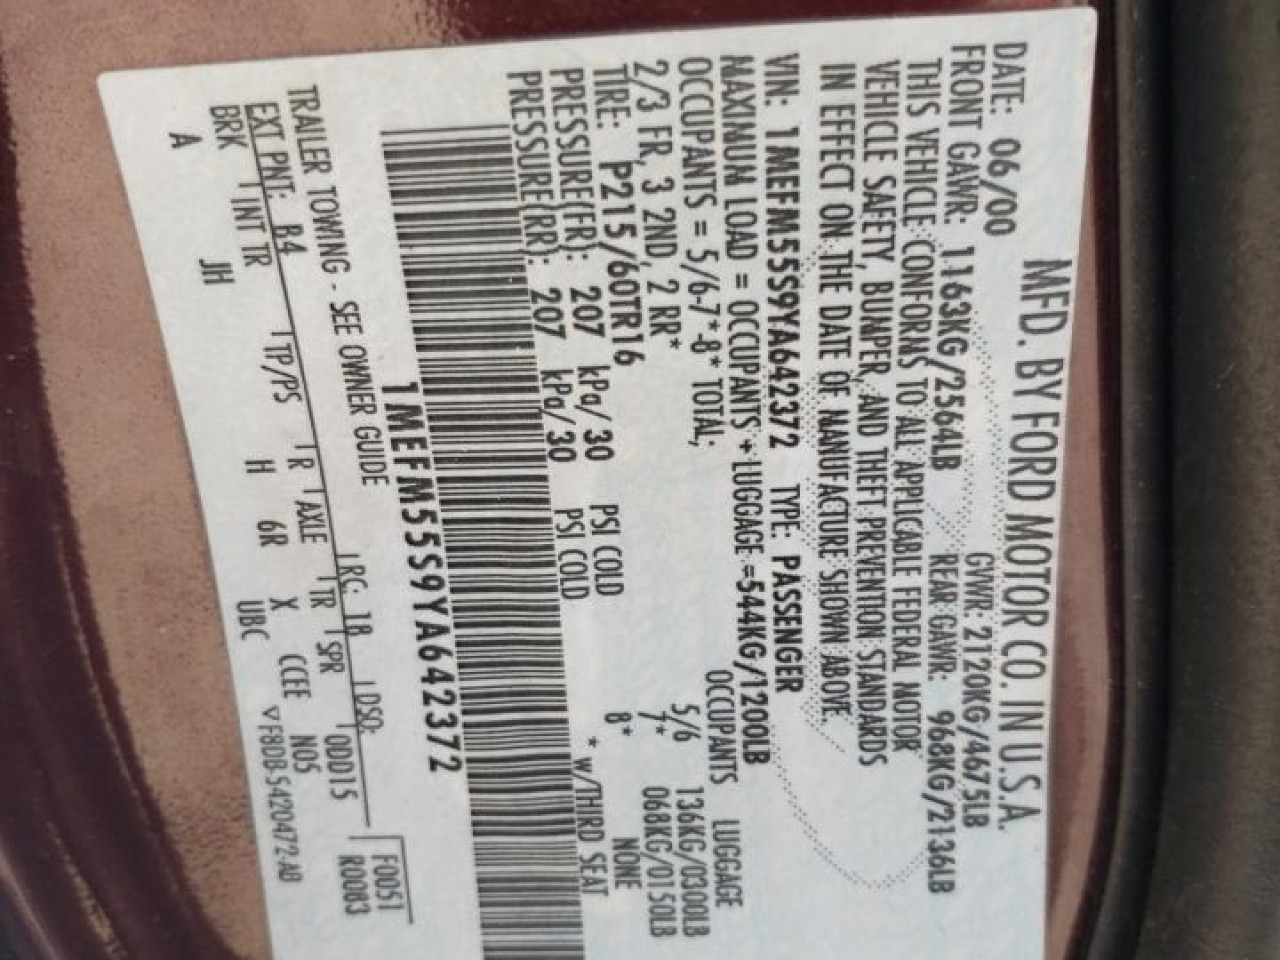 MFD. BY FORD MOTOR CO. IN U.S.A.
DATE: 06/00 GVWR: 2120KG/4675LB
FRONT GAWR: 1163KG/2564LB REAR GAWR: 968KG/2136LB
THIS VEHICLE CONFORMS TO ALL APPLICABLE FEDERAL MOTOR
VEHICLE SAFETY, BUMPER, AND THEFT PREVENTION STANDARDS
IN EFFECT ON THE DATE OF MANUFACTURE SHOWN ABOVE.
VIN: 1MEFM55S9YA642372 TYPE: PASSENGER
MAXIMUM LOAD = OCCUPANTS + LUGGAGE =544KG/1200LB
OCCUPANTS = 5/6-7*-8* TOTAL; OCCUPANTS LUGGAGE
2/3 FR, 3 2ND, 2 RR* 5/6 136KG/0300LB
TIRE: P215/60TR16 7* 068KG/0150LB
PRESSURE(FR): 207 kPa/30 PSI COLD 8* NONE
PRESSURE(RR): 207 kPa/30 PSI COLD * w/THIRD SEAT
1MEFM55S9YA642372
TRAILER TOWING - SEE OWNER GUIDE
F0051
R0083
EXT PNT: B4 RC: 18 DSO:
BRK INT TR TP/PS R AXLE TR SPR ODD15
A JH H 6R X CCEE N05
UBC ▽F8DB-5420472-AB